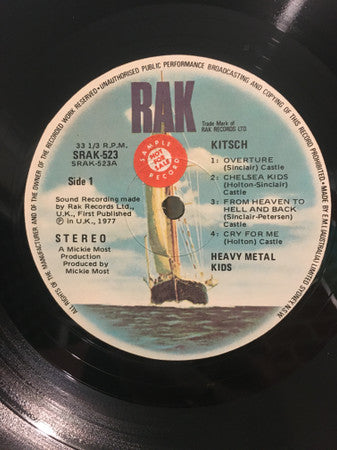 ALL RIGHTS OF THE MANUFACTURER AND OF THE OWNER OF THE RECORDED WORK RESERVED • UNAUTHORISED PUBLIC PERFORMANCE BROADCASTING AND COPYING OF THIS RECORD PROHIBITED • MADE BY EMI (AUSTRALIA) LIMITED SYDNEY N.S.W.
RAK
Trade Mark of
RAK RECORDS LTD.
33 1/3 R.P.M.
SRAK-523
SRAK-523A
Side 1
Sound Recording made
by Rak Records Ltd.,
U.K., First Published
℗ in U.K., 1977
STEREO
A Mickie Most
Production
Produced by
Mickie Most
SAMPLE
RECORD
KITSCH
1: OVERTURE
(Sinclair) Castle
2: CHELSEA KIDS
(Holton-Sinclair)
Castle
3: FROM HEAVEN TO
HELL AND BACK
(Sinclair-Petersen)
Castle
4: CRY FOR ME
(Holton) Castle
HEAVY METAL
KIDS